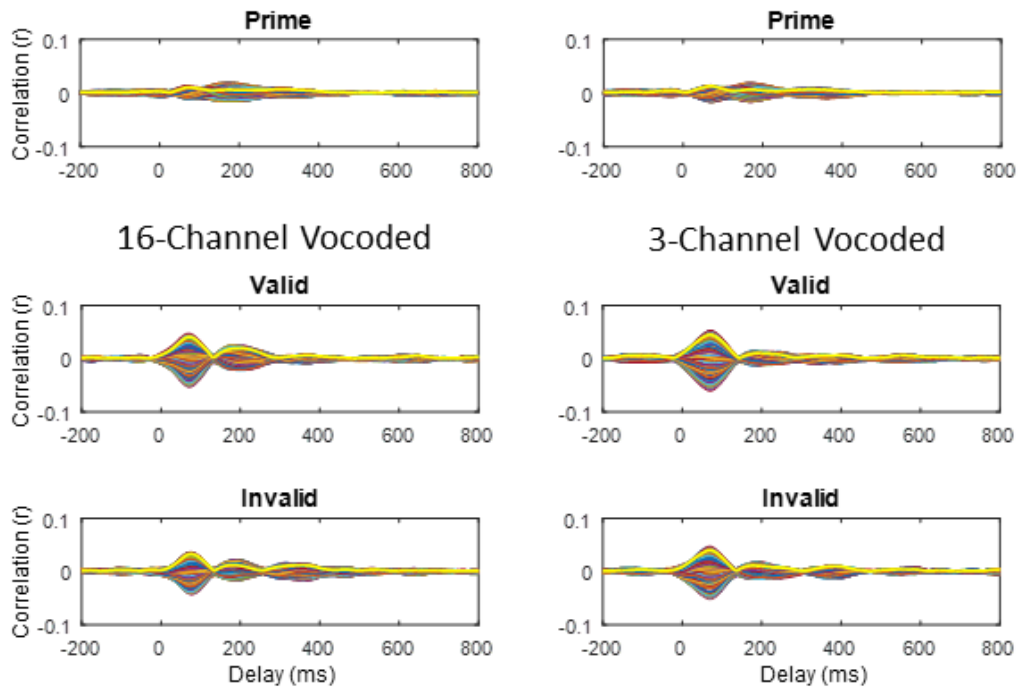 Prime
Prime
Correlation (r)
0.1
0
-0.1
-200 0 200 400 600 800
0.1
0
-0.1
-200 0 200 400 600 800
16-Channel Vocoded
3-Channel Vocoded
Valid
Valid
Correlation (r)
0.1
0
-0.1
-200 0 200 400 600 800
0.1
0
-0.1
-200 0 200 400 600 800
Invalid
Invalid
Correlation (r)
0.1
0
-0.1
-200 0 200 400 600 800
Delay (ms)
0.1
0
-0.1
-200 0 200 400 600 800
Delay (ms)